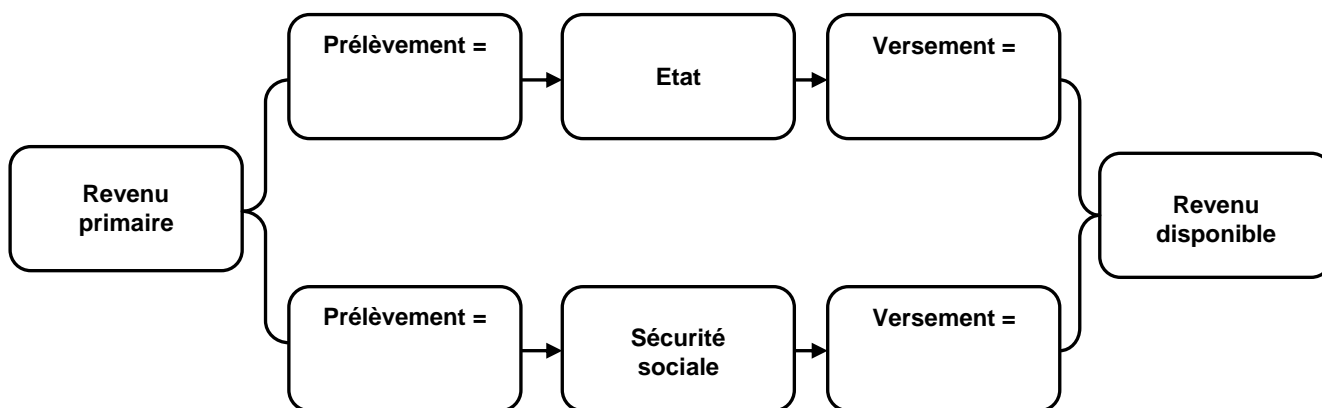 Prélèvement =
Etat
Versement =
Revenu
primaire
Revenu
disponible
Prélèvement =
Sécurité
sociale
Versement =